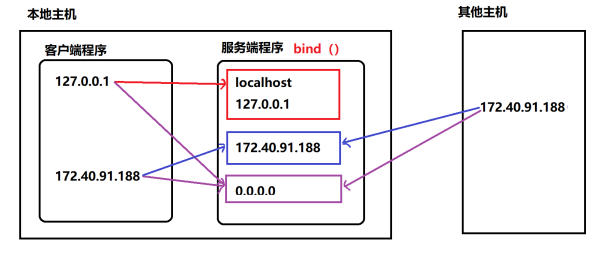 本地主机
其他主机
客户端程序
服务端程序 bind（）
127.0.0.1
localhost
127.0.0.1
172.40.91.188
172.40.91.188
172.40.91.188
0.0.0.0